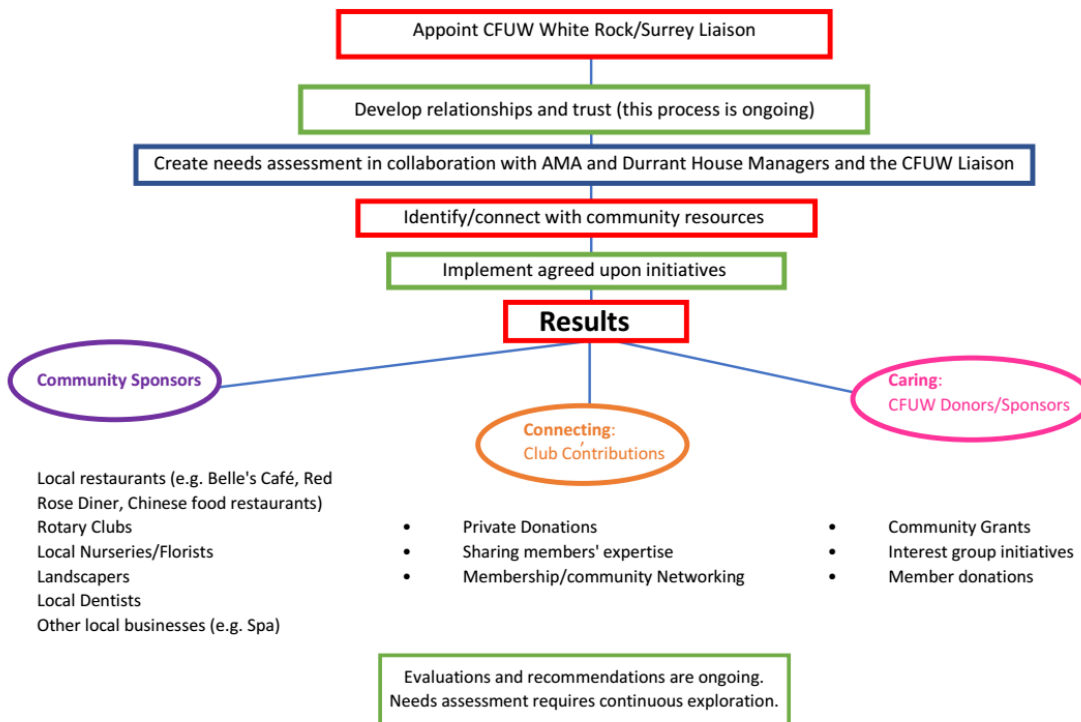 Appoint CFUW White Rock/Surrey Liaison
Develop relationships and trust (this process is ongoing)
Create needs assessment in collaboration with AMA and Durrant House Managers and the CFUW Liaison
Identify/connect with community resources
Implement agreed upon initiatives
Results
Community Sponsors
Connecting:
Club Contributions
Caring:
CFUW Donors/Sponsors
Local restaurants (e.g. Belle's Café, Red
Rose Diner, Chinese food restaurants)
Rotary Clubs
Local Nurseries/Florists
Landscapers
Local Dentists
Other local businesses (e.g. Spa)
• Private Donations
• Sharing members' expertise
• Membership/community Networking
• Community Grants
• Interest group initiatives
• Member donations
Evaluations and recommendations are ongoing.
Needs assessment requires continuous exploration.